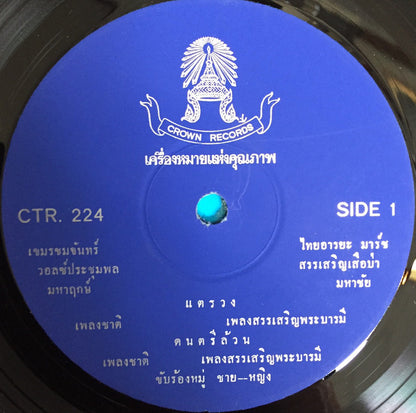 CROWN RECORDS
เครื่องหมายแห่งคุณภาพ
CTR. 224 SIDE 1
เขมรชมจันทร์ ไทยอารยะ มาร์ช
วอลซ์ประชุมพล สรรเสริญเสือป่า
มหาฤกษ์ มหาชัย
แตรวง
เพลงชาติ เพลงสรรเสริญพระบารมี
ดนตรีล้วน
เพลงชาติ เพลงสรรเสริญพระบารมี
ขับร้องหมู่ ชาย--หญิง